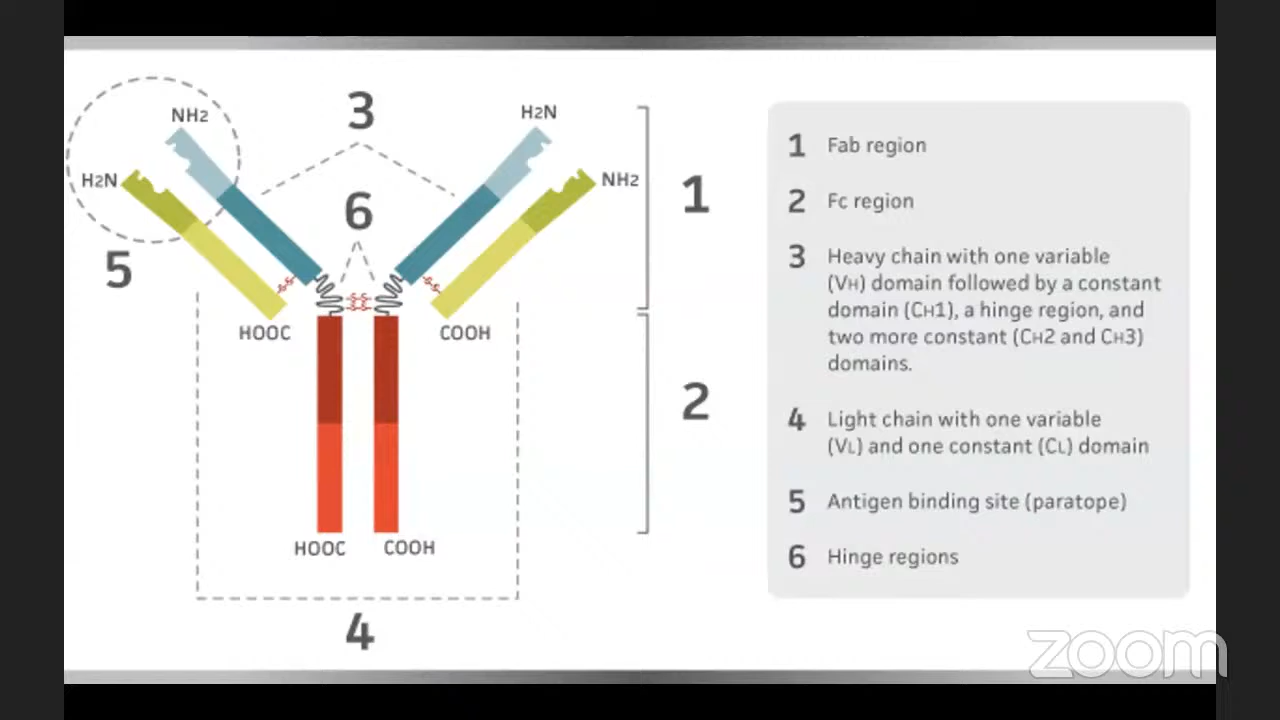 NH2
3
H2N
H2N
NH2
6
1
5
HOOC
COOH
2
HOOC
COOH
4
S-S
S-S
S-S
S-S
1 Fab region
2 Fc region
3 Heavy chain with one variable
(VH) domain followed by a constant
domain (CH1), a hinge region, and
two more constant (CH2 and CH3)
domains.
4 Light chain with one variable
(VL) and one constant (CL) domain
5 Antigen binding site (paratope)
6 Hinge regions
zoom